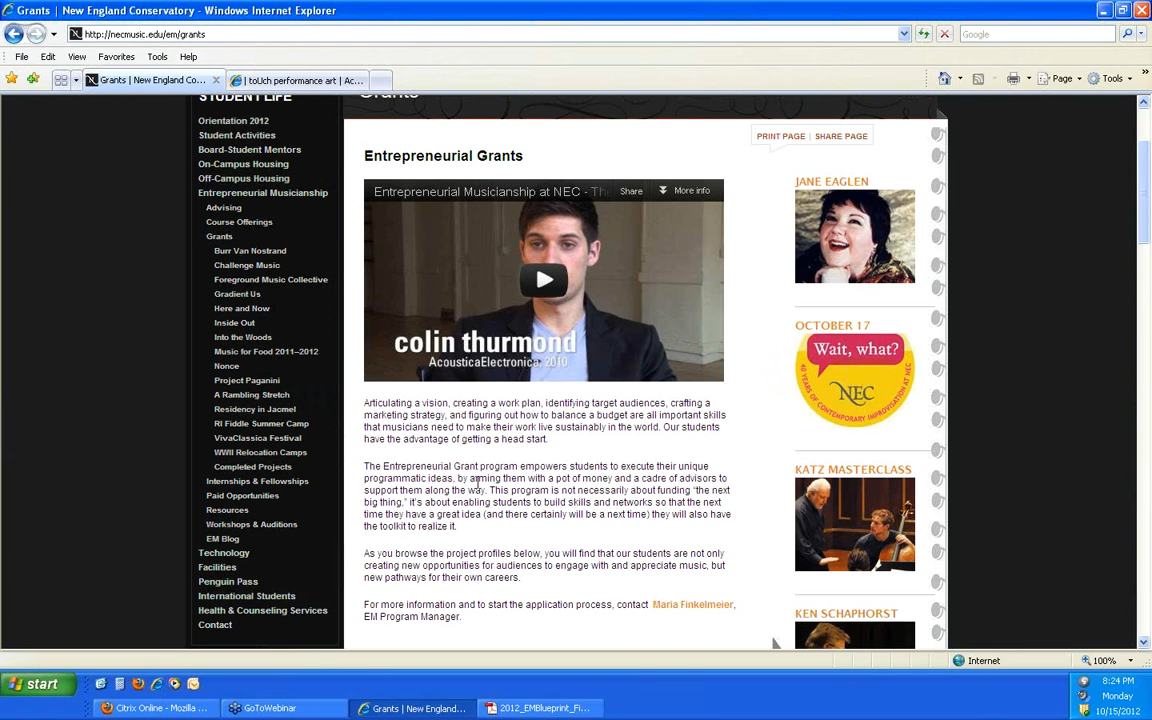 Grants | New England Conservatory - Windows Internet Explorer
http://necmusic.edu/em/grants
Google
File Edit View Favorites Tools Help
Grants | New England Co...
| toUch performance art | Ac...
Page Tools
STUDENT LIFE
Orientation 2012
Student Activities
Board-Student Mentors
On-Campus Housing
Off-Campus Housing
Entrepreneurial Musicianship
Advising
Course Offerings
Grants
Burr Van Nostrand
Challenge Music
Foreground Music Collective
Gradient Us
Here and Now
Inside Out
Into the Woods
Music for Food 2011–2012
Nonce
Project Paganini
A Rambling Stretch
Residency in Jacmel
RI Fiddle Summer Camp
VivaClassica Festival
WWII Relocation Camps
Completed Projects
Internships & Fellowships
Paid Opportunities
Resources
Workshops & Auditions
EM Blog
Technology
Facilities
Penguin Pass
International Students
Health & Counseling Services
Contact
Grants
PRINT PAGE | SHARE PAGE
Entrepreneurial Grants
Entrepreneurial Musicianship at NEC - The
Share More info
colin thurmond
AcousticaElectronica, 2010
Articulating a vision, creating a work plan, identifying target audiences, crafting a
marketing strategy, and figuring out how to balance a budget are all important skills
that musicians need to make their work live sustainably in the world. Our students
have the advantage of getting a head start.
The Entrepreneurial Grant program empowers students to execute their unique
programmatic ideas, by arming them with a pot of money and a cadre of advisors to
support them along the way. This program is not necessarily about funding “the next
big thing,” it’s about enabling students to build skills and networks so that the next
time they have a great idea (and there certainly will be a next time) they will also have
the toolkit to realize it.
As you browse the project profiles below, you will find that our students are not only
creating new opportunities for audiences to engage with and appreciate music, but
new pathways for their own careers.
For more information and to start the application process, contact Maria Finkelmeier,
EM Program Manager.
JANE EAGLEN
OCTOBER 17
Wait, what?
40 YEARS OF CONTEMPORARY IMPROVISATION AT NEC
NEC
KATZ MASTERCLASS
KEN SCHAPHORST
Internet
100%
start
Citrix Online - Mozilla ...
GoToWebinar
Grants | New England...
2012_EMBlueprint_Fi...
8:24 PM
Monday
10/15/2012